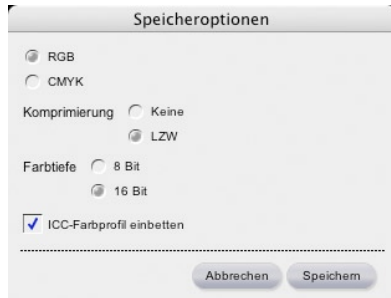 Speicheroptionen
RGB
CMYK
Komprimierung Keine
LZW
Farbtiefe 8 Bit
16 Bit
ICC-Farbprofil einbetten
Abbrechen Speichern